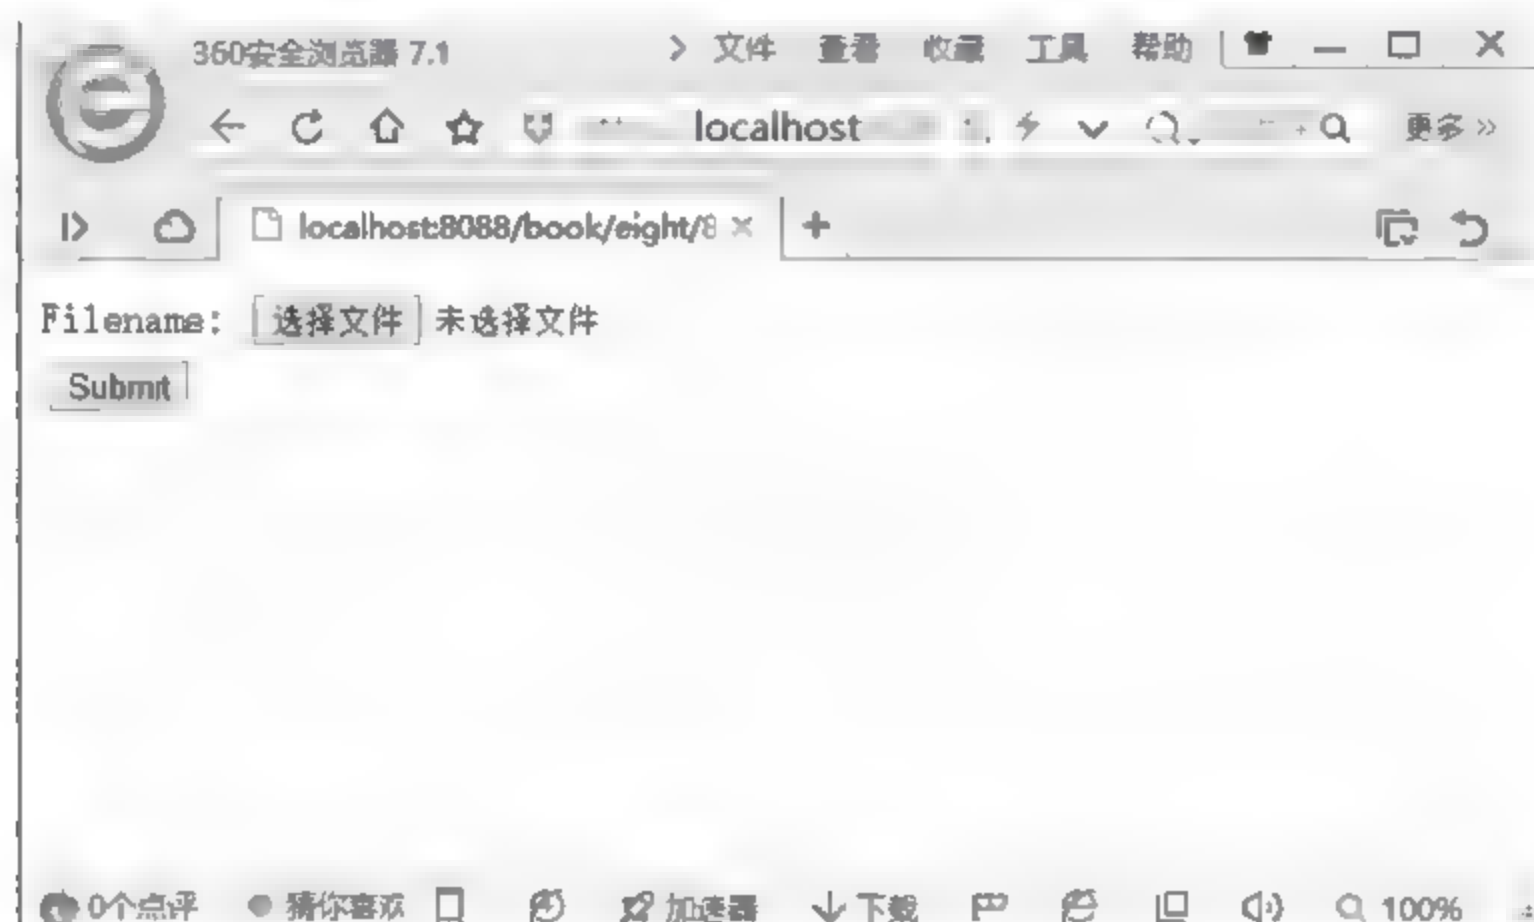 360安全浏览器 7.1
文件 查看 收藏 工具 帮助
localhost
更多 »
localhost:8088/book/eight/8
Filename: 选择文件 未选择文件
Submit
0个点评 猜你喜欢 加速器 下载 100%